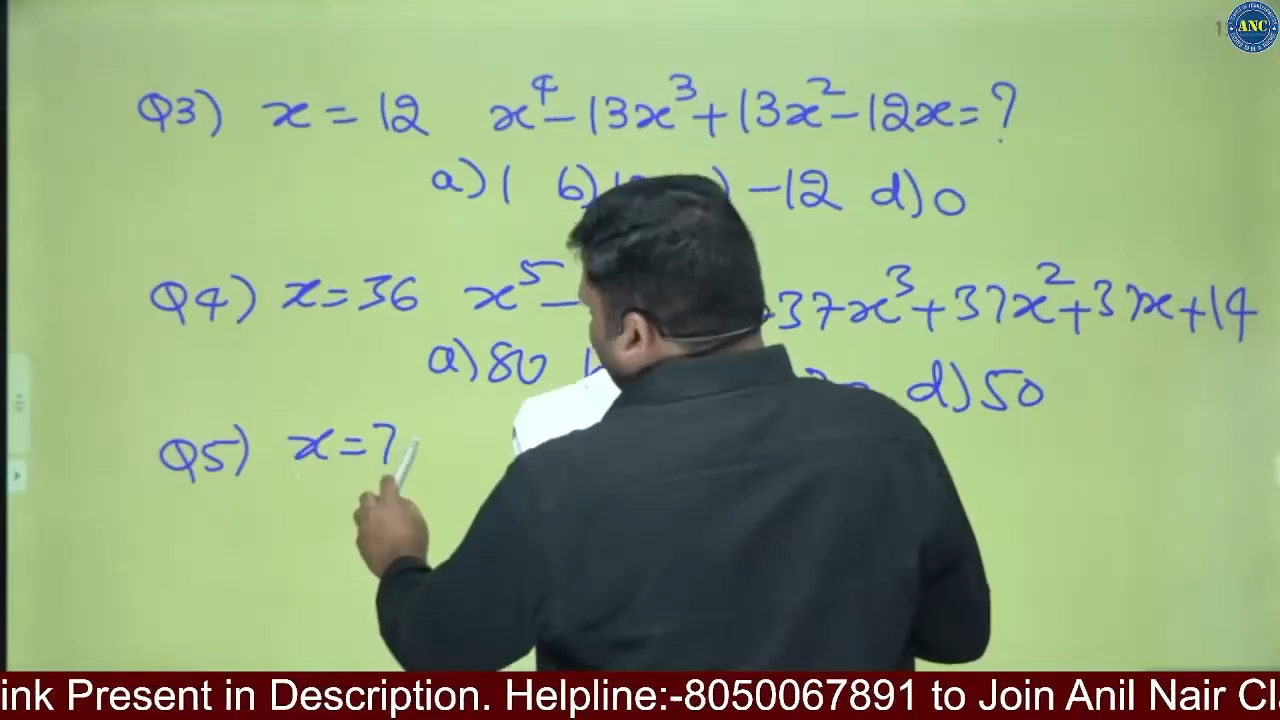 ANC
Q3) x = 12 x⁴ - 13x³ + 13x² - 12x = ?
a) 1 b) -12 d) 0
Q4) x = 36 x⁵ - 37x³ + 37x² + 37x + 14
a) 80 d) 50
Q5) x = 7
ink Present in Description. Helpline:-8050067891 to Join Anil Nair Cl